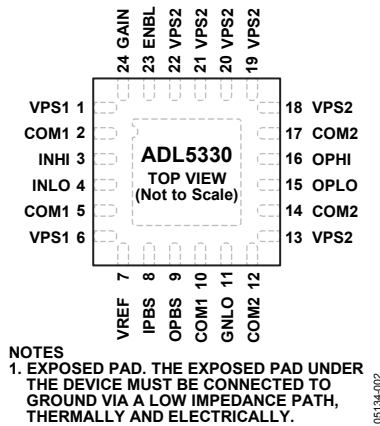 24 GAIN
23 ENBL
22 VPS2
21 VPS2
20 VPS2
19 VPS2
VPS1 1
COM1 2
INHI 3
INLO 4
COM1 5
VPS1 6
ADL5330
TOP VIEW
(Not to Scale)
18 VPS2
17 COM2
16 OPHI
15 OPLO
14 COM2
13 VPS2
VREF 7
IPBS 8
OPBS 9
COM1 10
GNLO 11
COM2 12
NOTES
1. EXPOSED PAD. THE EXPOSED PAD UNDER
THE DEVICE MUST BE CONNECTED TO
GROUND VIA A LOW IMPEDANCE PATH,
THERMALLY AND ELECTRICALLY.
05134-002